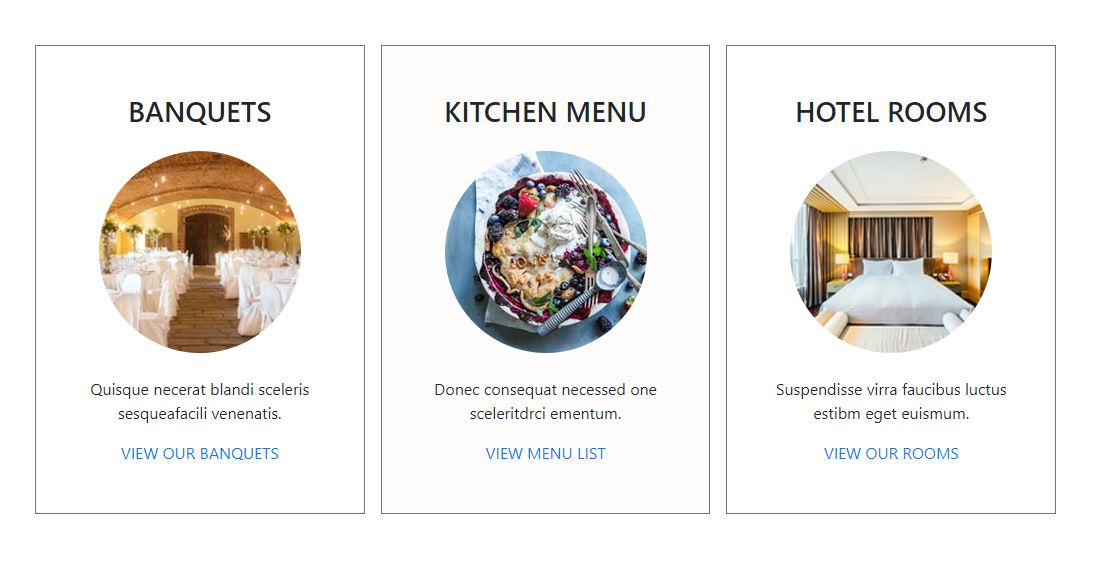 BANQUETS
Quisque necerat blandi sceleris
sesqueafacili venenatis.
VIEW OUR BANQUETS
KITCHEN MENU
Donec consequat necessed one
sceleritdrci ementum.
VIEW MENU LIST
HOTEL ROOMS
Suspendisse virra faucibus luctus
estibm eget euismum.
VIEW OUR ROOMS